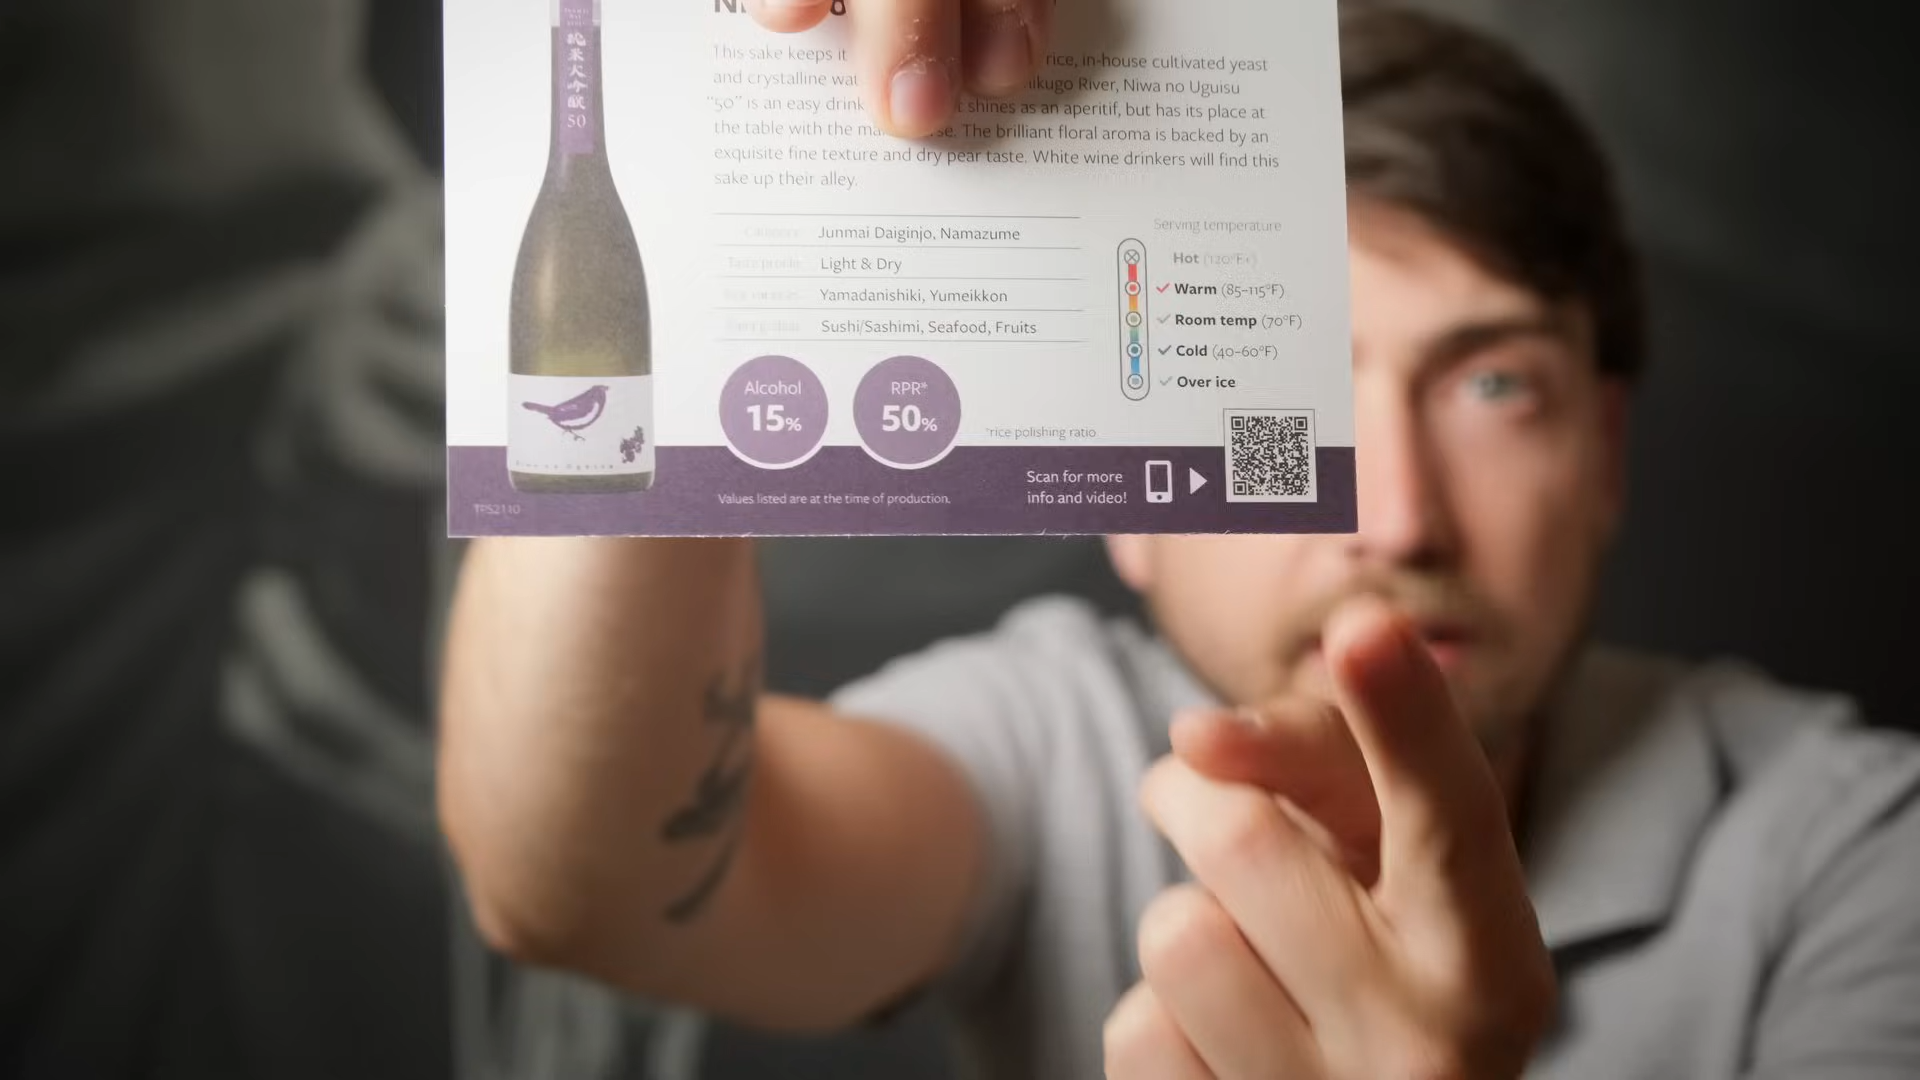 純米大吟醸
50
This sake keeps it rice, in-house cultivated yeast
and crystalline River, Niwa no Uguisu
“50” is an easy shines as an aperitif, but has its place at
the table with the The brilliant floral aroma is backed by an
exquisite fine texture and dry pear taste. White wine drinkers will find this
sake up their alley.
Junmai Daiginjo, Namazume
Light & Dry
Yamadanishiki, Yumeikkon
Sushi/Sashimi, Seafood, Fruits
Serving temperature
Hot (120°F+)
Warm (85–115°F)
Room temp (70°F)
Cold (40–60°F)
Over ice
Alcohol
15%
RPR*
50%
*rice polishing ratio
Values listed are at the time of production.
Scan for more
info and video!
TFS2110